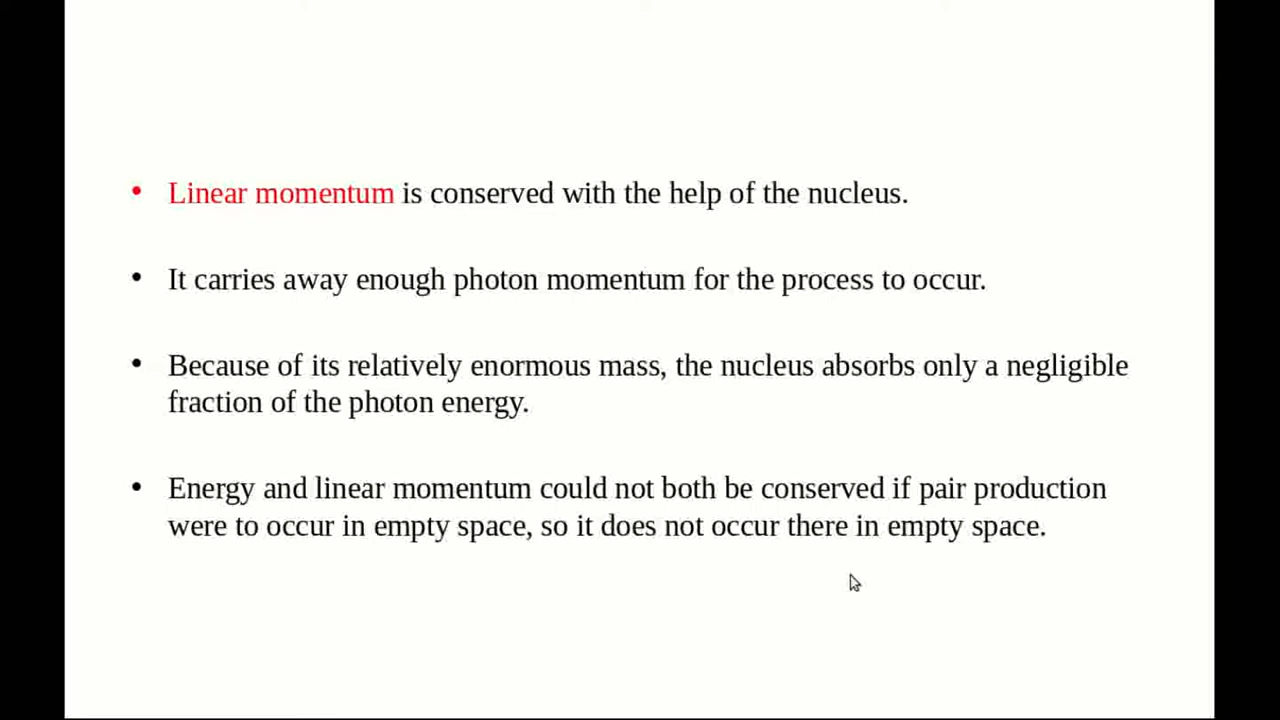 • Linear momentum is conserved with the help of the nucleus.
• It carries away enough photon momentum for the process to occur.
• Because of its relatively enormous mass, the nucleus absorbs only a negligible
fraction of the photon energy.
• Energy and linear momentum could not both be conserved if pair production
were to occur in empty space, so it does not occur there in empty space.